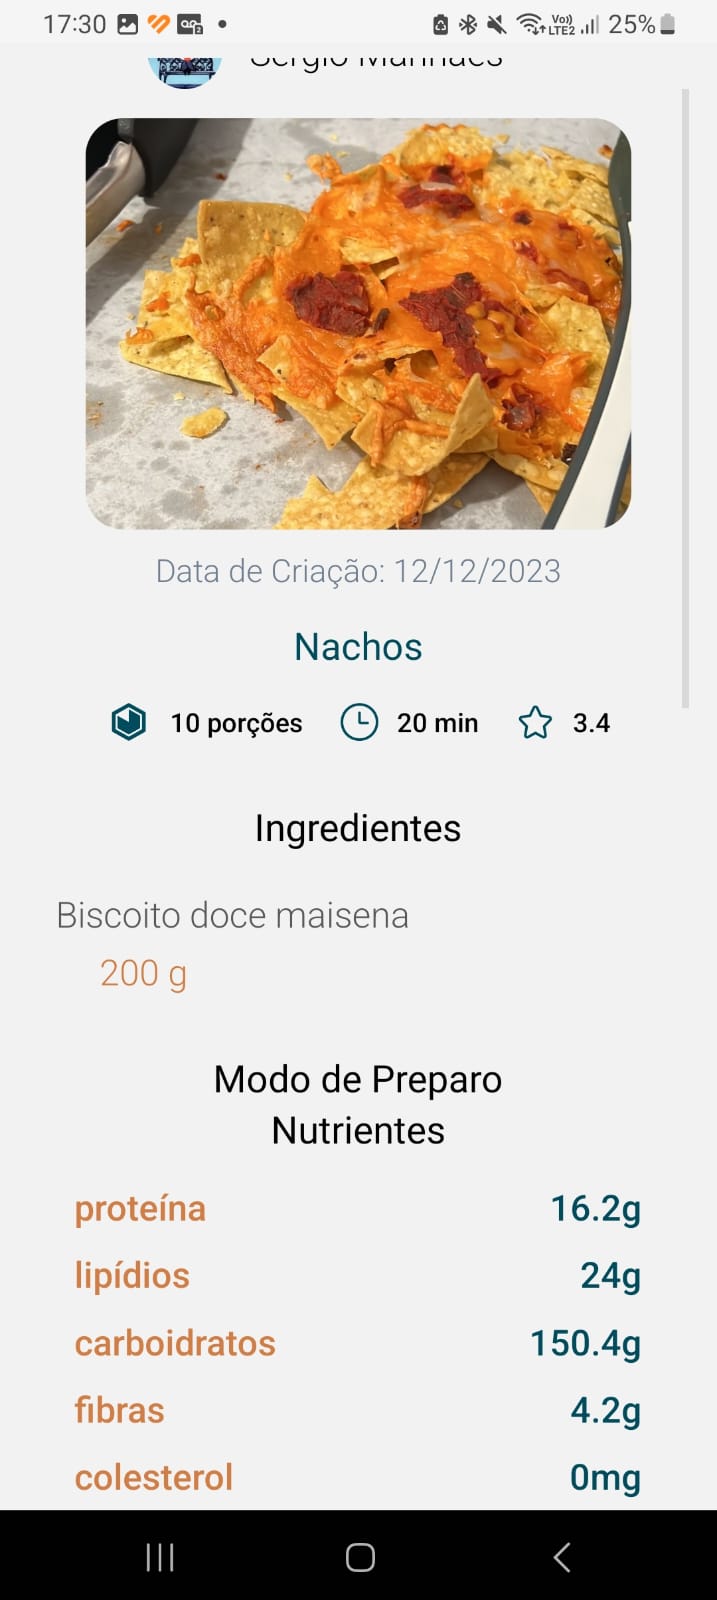 17:30
Vo))
LTE2
25%
Data de Criação: 12/12/2023
Nachos
10 porções
20 min
3.4
Ingredientes
Biscoito doce maisena
200 g
Modo de Preparo
Nutrientes
proteína
16.2g
lipídios
24g
carboidratos
150.4g
fibras
4.2g
colesterol
0mg